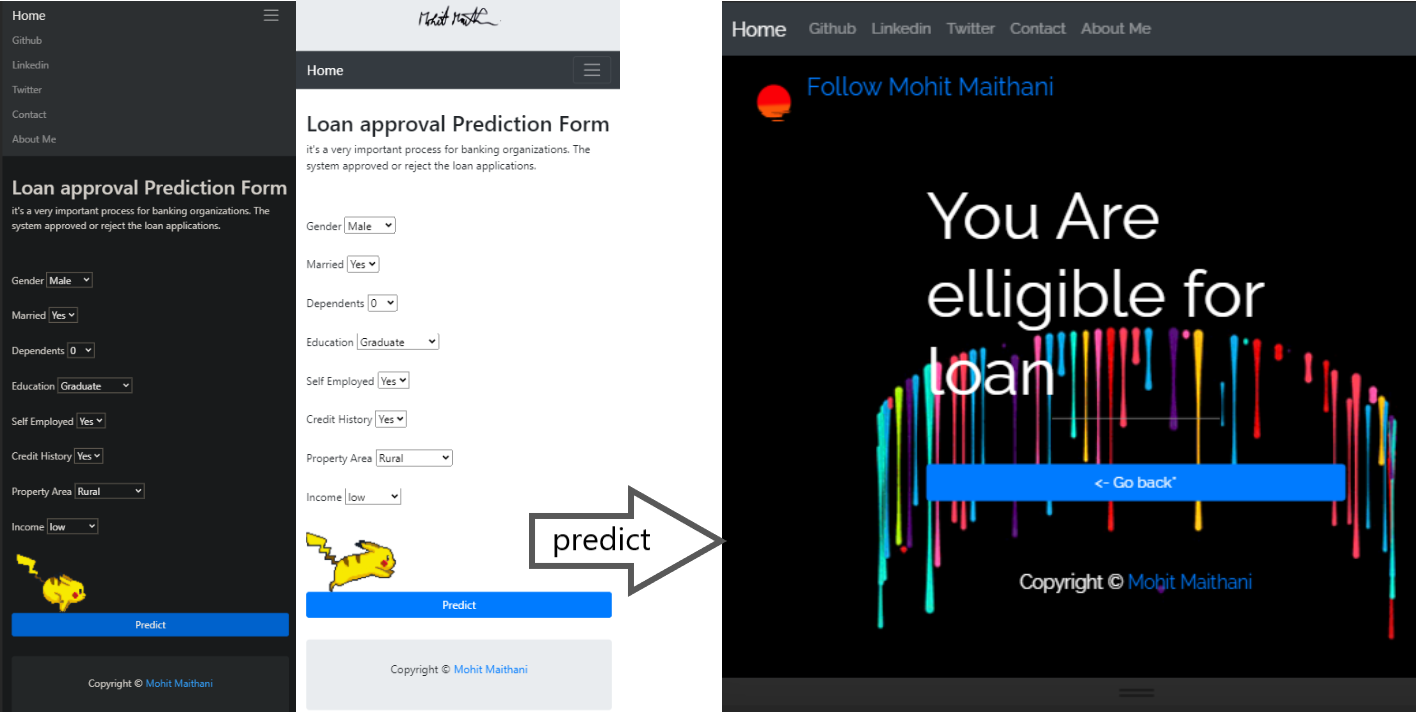 Home
Github
Linkedin
Twitter
Contact
About Me
Loan approval Prediction Form
it's a very important process for banking organizations. The
system approved or reject the loan applications.
Gender Male
Married Yes
Dependents 0
Education Graduate
Self Employed Yes
Credit History Yes
Property Area Rural
Income low
Predict
Copyright © Mohit Maithani
Mohit Maithani
Home
Loan approval Prediction Form
it's a very important process for banking organizations. The
system approved or reject the loan applications.
Gender Male
Married Yes
Dependents 0
Education Graduate
Self Employed Yes
Credit History Yes
Property Area Rural
Income low
Predict
Copyright © Mohit Maithani
predict
Home Github Linkedin Twitter Contact About Me
Follow Mohit Maithani
You Are
elligible for
loan
<- Go back"
Copyright © Mohit Maithani